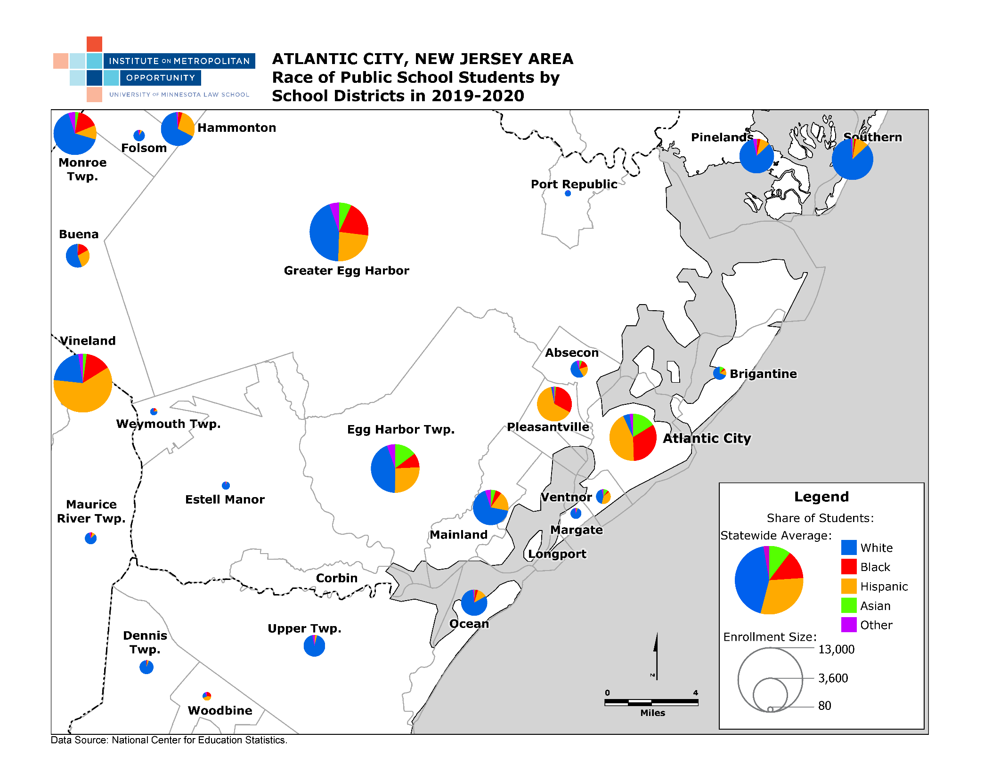 INSTITUTE ON METROPOLITAN
OPPORTUNITY
UNIVERSITY OF MINNESOTA LAW SCHOOL
ATLANTIC CITY, NEW JERSEY AREA
Race of Public School Students by
School Districts in 2019-2020
Hammonton
Folsom
Monroe
Twp.
Pinelands
Southern
Port Republic
Buena
Greater Egg Harbor
Vineland
Absecon
Brigantine
Weymouth Twp.
Egg Harbor Twp.
Pleasantville
Atlantic City
Estell Manor
Maurice
River Twp.
Ventnor
Margate
Mainland
Longport
Corbin
Ocean
Upper Twp.
Dennis
Twp.
Woodbine
N
0 4
Miles
Legend
Share of Students:
Statewide Average:
White
Black
Hispanic
Asian
Other
Enrollment Size:
13,000
3,600
80
Data Source: National Center for Education Statistics.